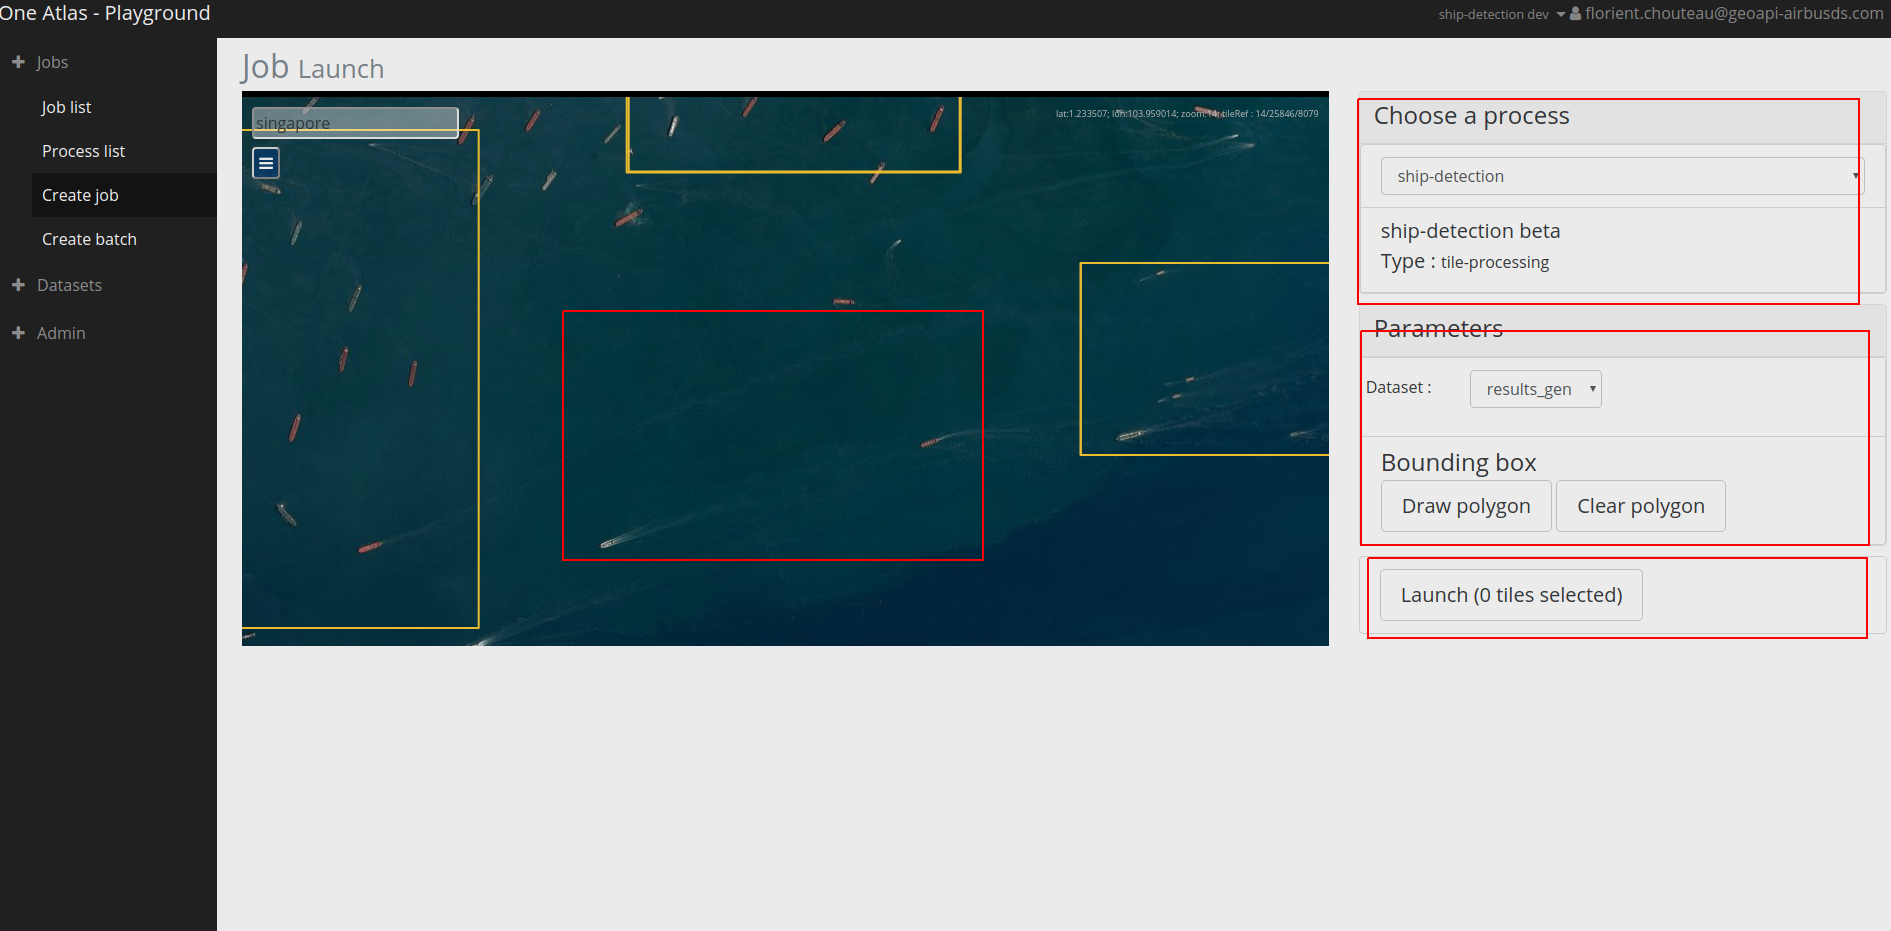 One Atlas - Playground
ship-detection dev florient.chouteau@geoapi-airbusds.com
Jobs
Job list
Process list
Create job
Create batch
Datasets
Admin
Job Launch
singapore
lat:1.233507; lon:103.959014; zoom:14; tileRef : 14/25846/8079
Choose a process
ship-detection
ship-detection beta
Type : tile-processing
Parameters
Dataset : results_gen
Bounding box
Draw polygon Clear polygon
Launch (0 tiles selected)